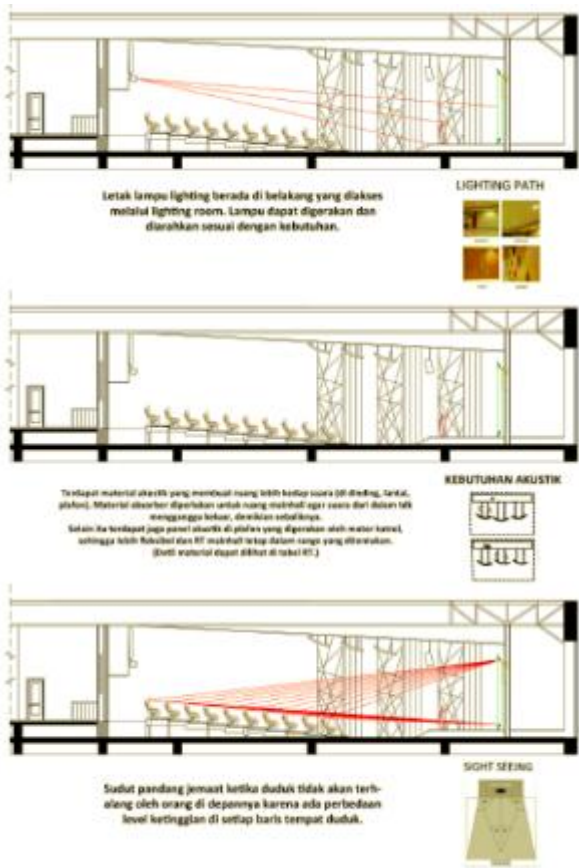 Letak lampu lighting berada di belakang yang diakses
melalui lighting room. Lampu dapat digerakan dan
diarahkan sesuai dengan kebutuhan.
LIGHTING PATH
Terdapat material akustik yang membuat ruang lebih kedap suara (di dinding, lantai,
plafon). Material absorber diperlukan untuk ruang mainhall agar suara dari dalam tdk
mengganggu keluar, demikian sebaliknya.
Selain itu terdapat juga panel akustik di plafon yang digerakan oleh motor katrol,
sehingga lebih fleksibel dan RT mainhall tetap dalam range yang ditentukan.
(Detil material dapat dilihat di tabel RT.)
KEBUTUHAN AKUSTIK
Sudut pandang jemaat ketika duduk tidak akan terh-
alang oleh orang di depannya karena ada perbedaan
level ketinggian di setiap baris tempat duduk.
SIGHT SEEING